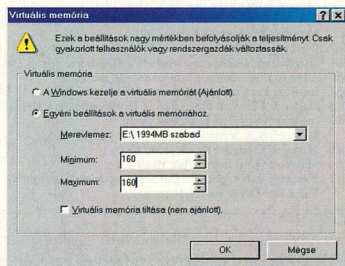 Virtuális memória
Ezek a beállítások nagy mértékben befolyásolják a teljesítményt. Csak
gyakorlott felhasználók vagy rendszergazdák változtassák.
Virtuális memória
A Windows kezelje a virtuális memóriát (Ajánlott).
Egyéni beállítások a virtuális memóriához.
Merevlemez: E:\ 1994MB szabad
Minimum: 160
Maximum: 160
Virtuális memória tiltása (nem ajánlott).
OK Mégse